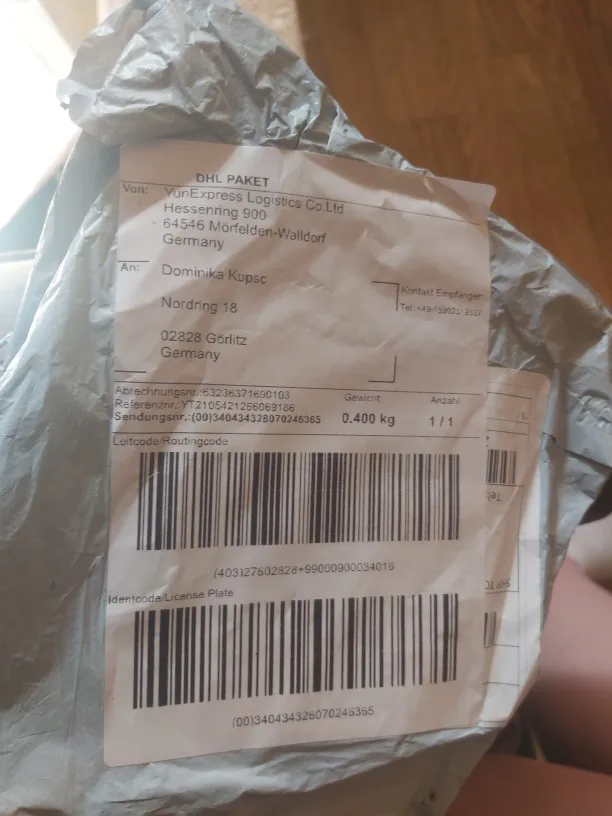 DHL PAKET
Von: YunExpress Logistics Co.Ltd
Hessenring 900
64546 Mörfelden-Walldorf
Germany
An: Dominika Kupsc
Nordring 18
02828 Görlitz
Germany
Kontakt Empfänger
Abrechnungsnr.:63236371690103
Referenznr.:YT2105421266069186
Sendungsnr.:(00)340434328070246365
Gewicht:
0.400 kg
Anzahl
1 / 1
Leitcode/Routingcode
(403)27602828+99000900034016
Identcode/License Plate
(00)340434328070246365